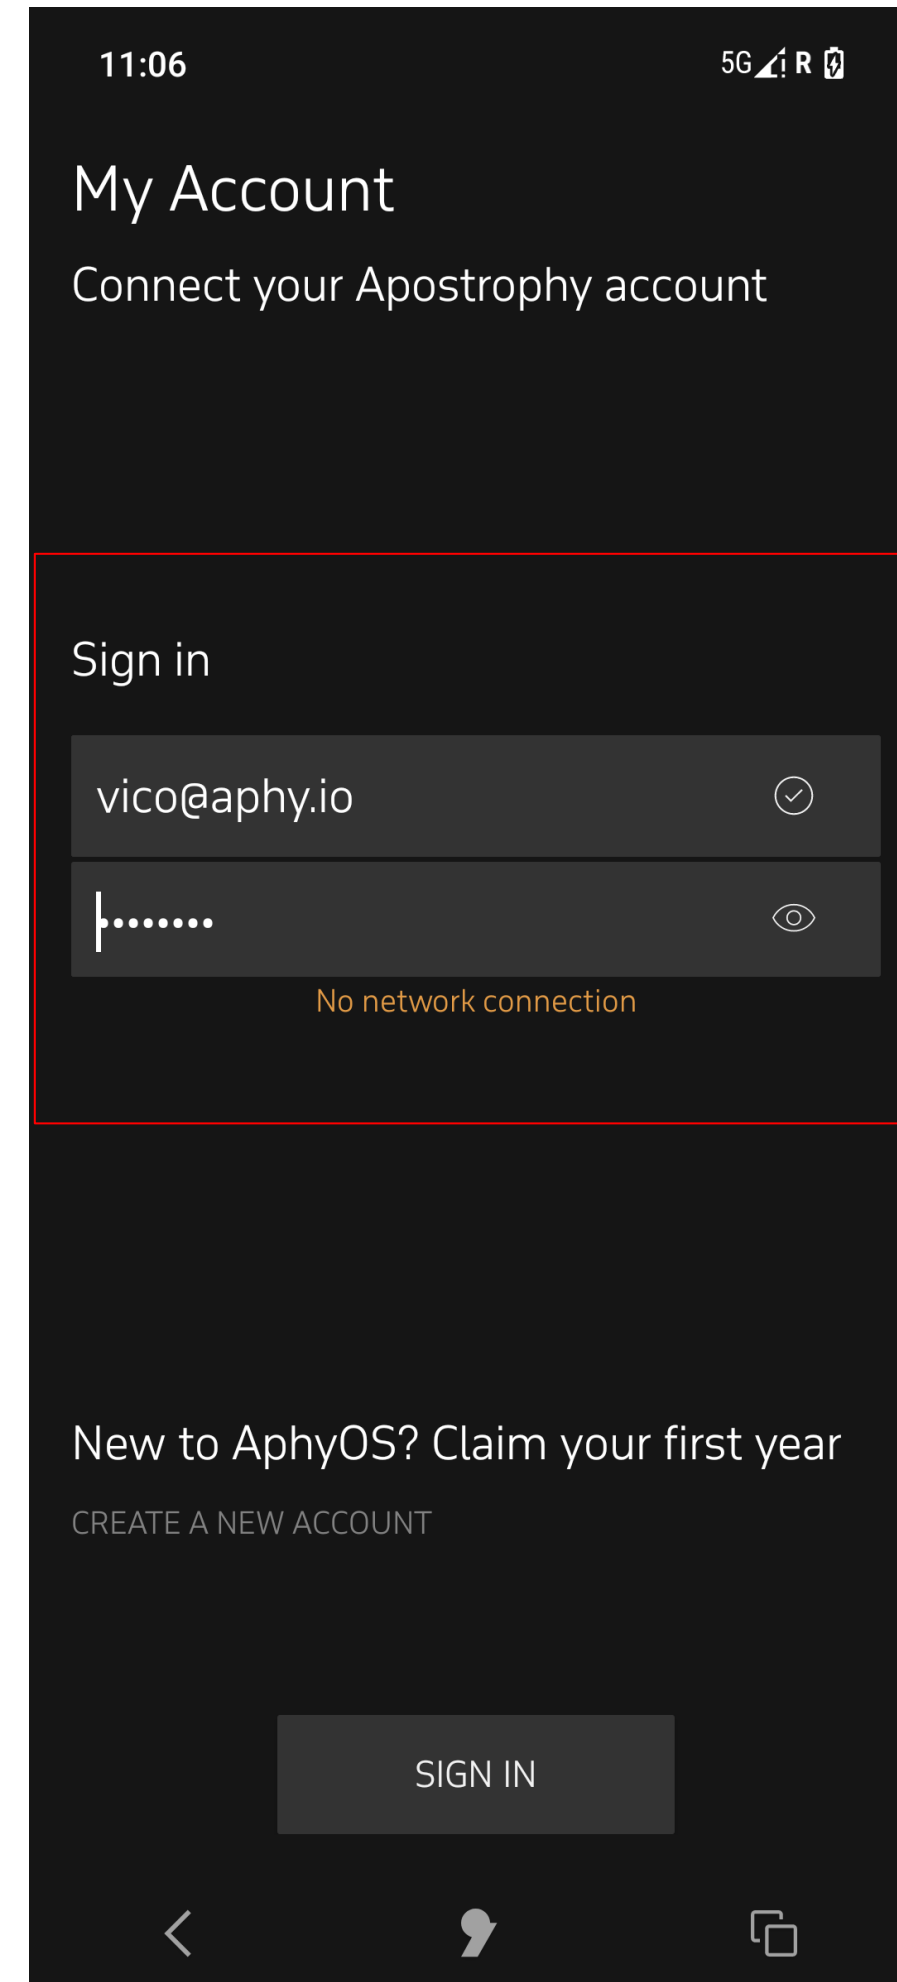 11:06
5G R
My Account
Connect your Apostrophy account
Sign in
vico@aphy.io
••••••••
No network connection
New to AphyOS? Claim your first year
CREATE A NEW ACCOUNT
SIGN IN